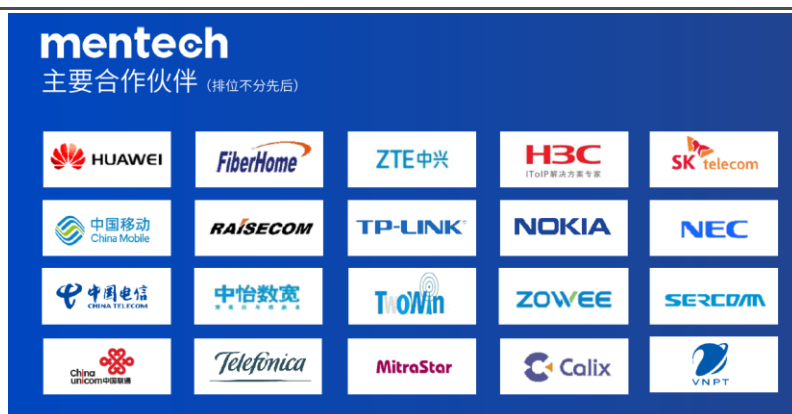 mentech
主要合作伙伴（排位不分先后）
HUAWEI
FiberHome
ZTE中兴
H3C
IToIP解决方案专家
SK telecom
中国移动
China Mobile
RAISECOM
TP-LINK
NOKIA
NEC
中国电信
CHINA TELECOM
中怡数宽
TwoWin
ZOWEE
SERCOMM
China
unicom中国联通
Telefónica
MitraStar
Calix
VNPT